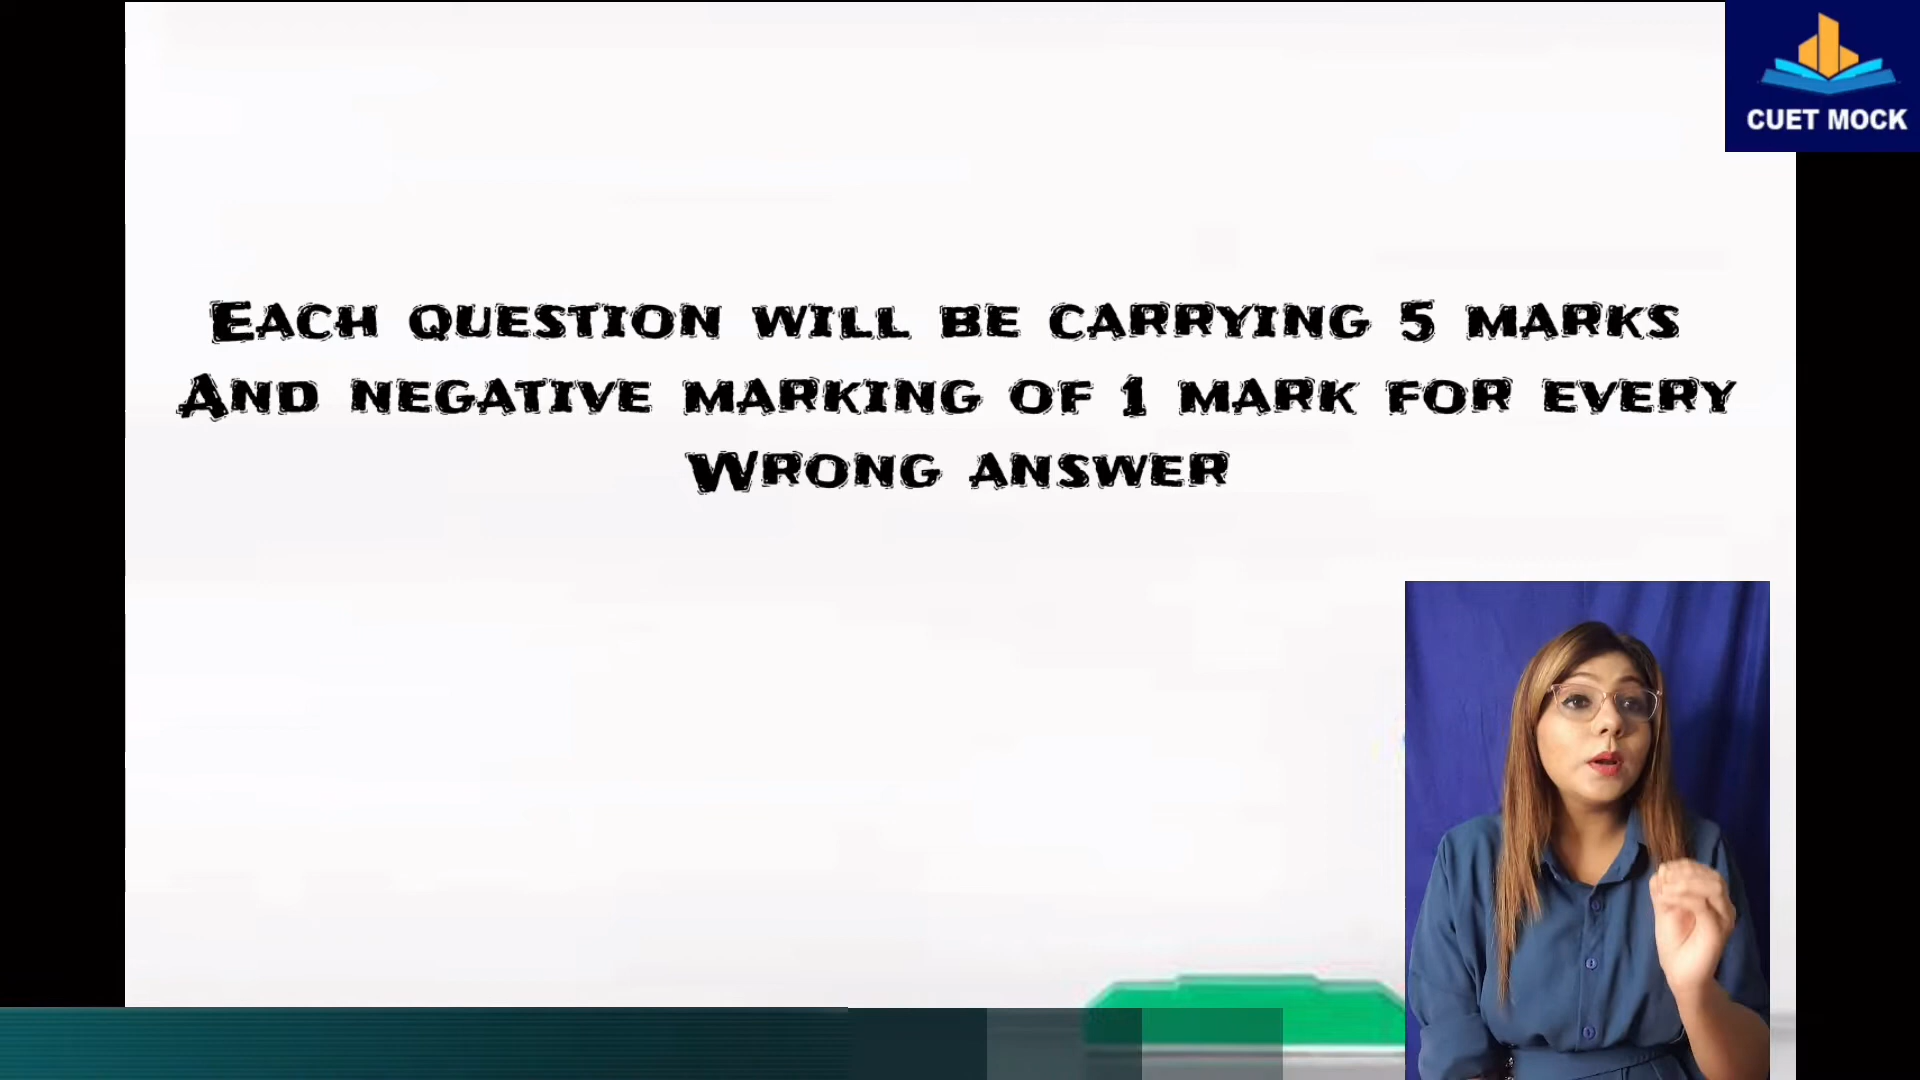 CUET MOCK
EACH QUESTION WILL BE CARRYING 5 MARKS
AND NEGATIVE MARKING OF 1 MARK FOR EVERY
WRONG ANSWER